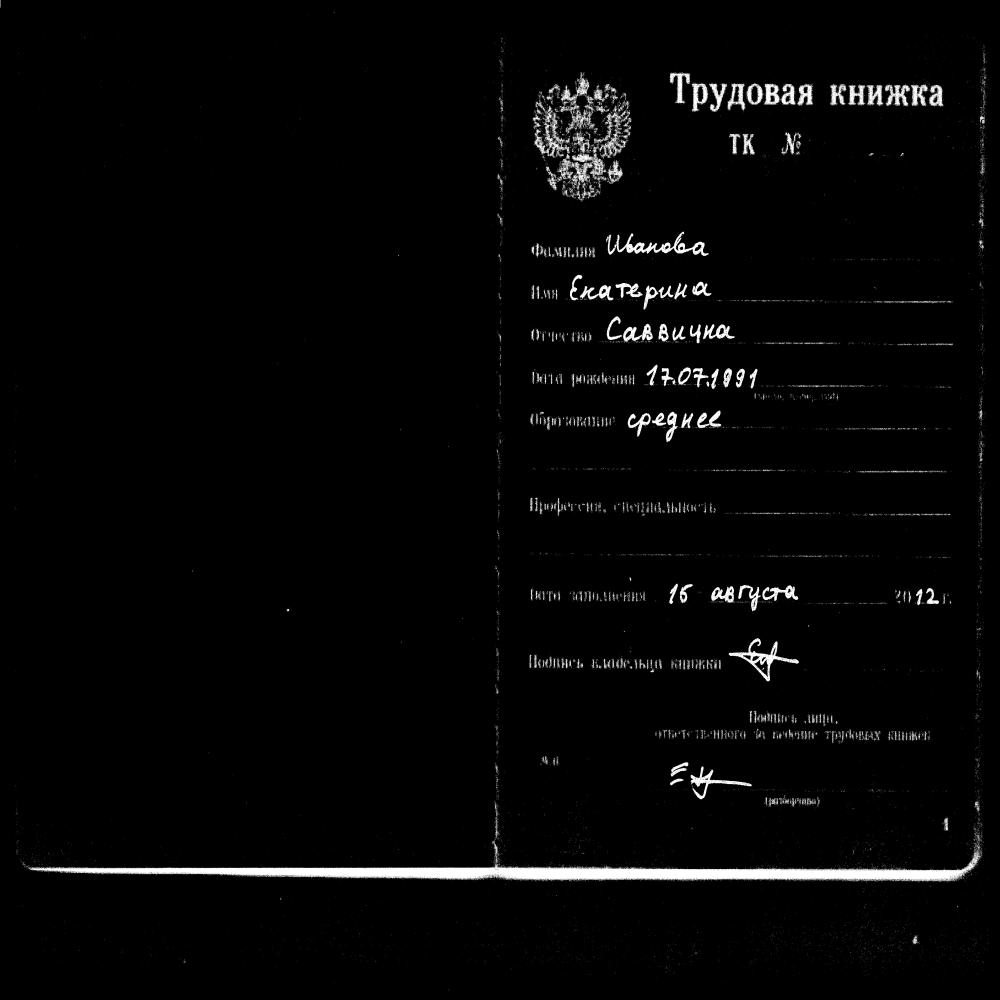 Трудовая книжка
ТК №
Фамилия Иванова
Имя Екатерина
Отчество Саввична
Дата рождения 17.07.1991
(число, месяц, год)
Образование среднее
Профессия, специальность
Дата заполнения 15 августа 2012 г.
Подпись владельца книжки
Подпись лица,
ответственного за ведение трудовых книжек
М.П.
(разборчиво)
1